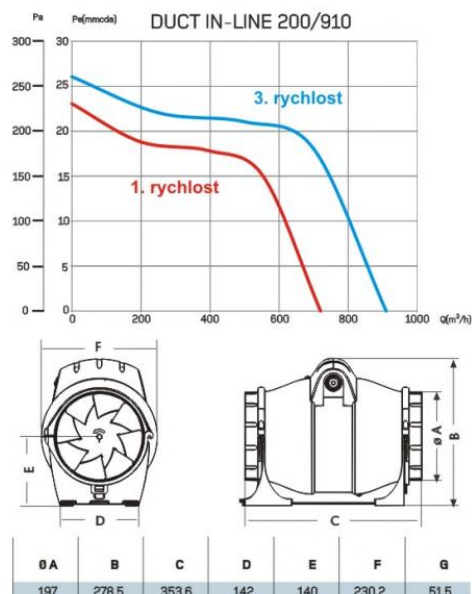 DUCT IN-LINE 200/910
Pa Pe(mmcda)
300 30
250 25
200 20
150 15
100 10
50 5
0 0
3. rychlost
1. rychlost
0 200 400 600 800 1000 Q(m³/h)
F
E
D
ø A
B
C
Ø A B C D E F G
197 278.5 353.6 142 140 230.2 51.5